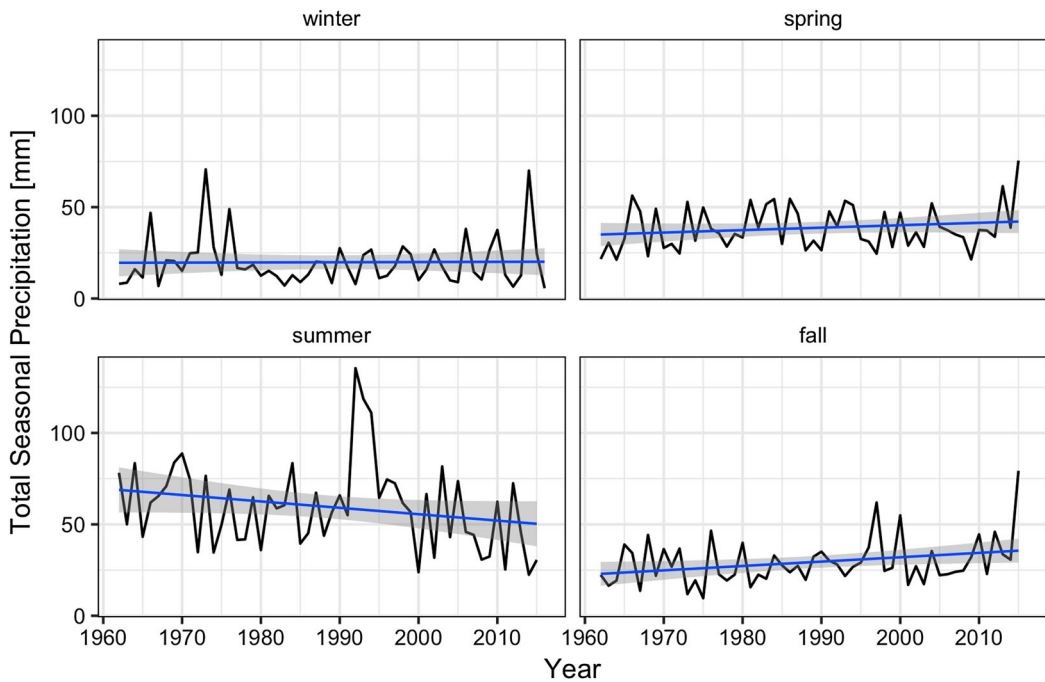 winter
spring
Total Seasonal Precipitation [mm]
100
50
0
summer
fall
100
50
0
1960 1970 1980 1990 2000 2010
1960 1970 1980 1990 2000 2010
Year